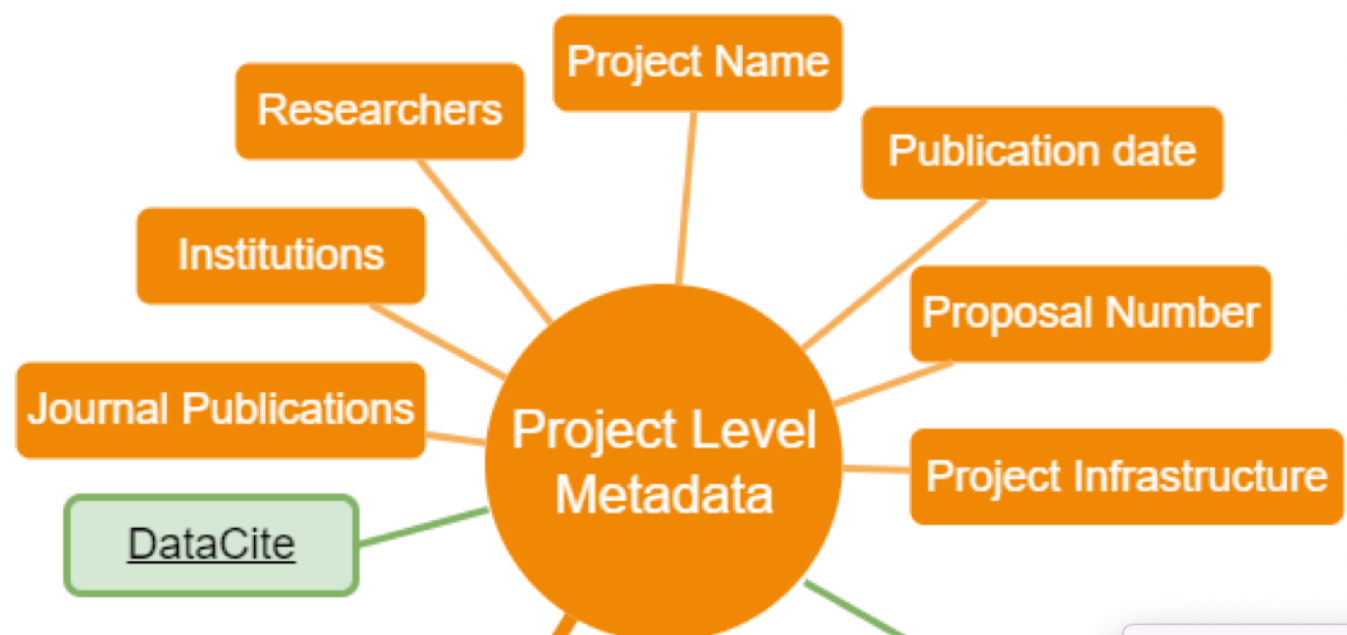 Project Name
Researchers
Publication date
Institutions
Proposal Number
Journal Publications
Project Level
Metadata
Project Infrastructure
DataCite